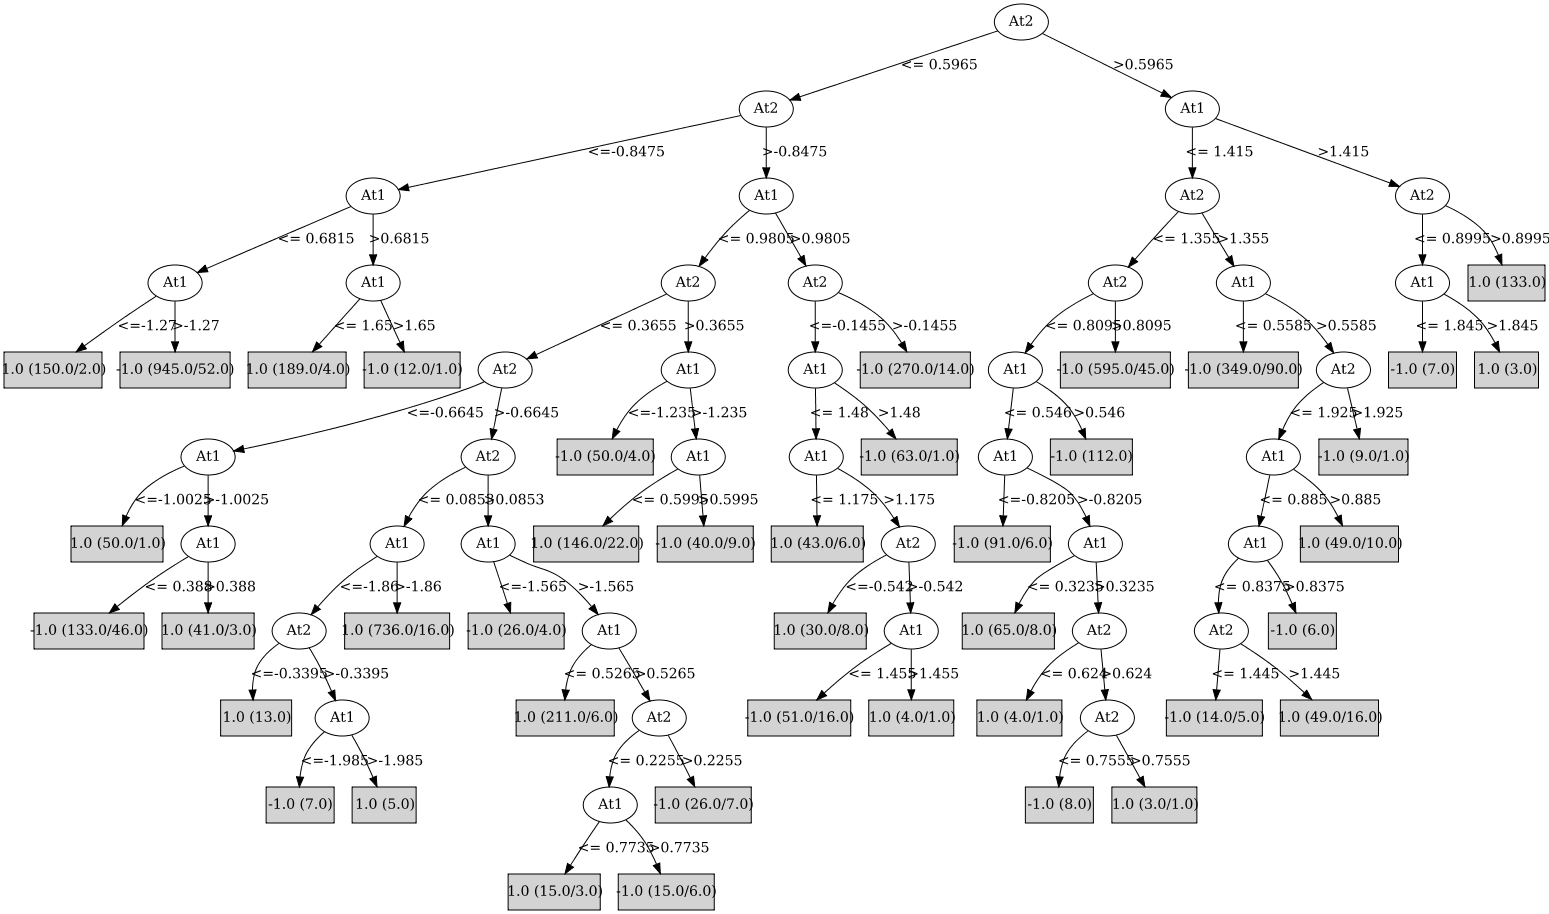 At2
<= 0.5965 >0.5965
At2 At1
<=-0.8475 >-0.8475 <= 1.415 >1.415
At1 At1 At2 At2
<= 0.6815 >0.6815 <= 0.9805 >0.9805 <= 1.355 >1.355 <= 0.8995 >0.8995
At1 At1 At2 At2 At2 At1 At1 1.0 (133.0)
<=-1.27 >-1.27 <= 1.65 >1.65 <= 0.3655 >0.3655 <=-0.1455 >-0.1455 <= 0.8095 >0.8095 <= 0.5585 >0.5585 <= 1.845 >1.845
1.0 (150.0/2.0) -1.0 (945.0/52.0) 1.0 (189.0/4.0) -1.0 (12.0/1.0) At2 At1 At1 -1.0 (270.0/14.0) At1 -1.0 (595.0/45.0) -1.0 (349.0/90.0) At2 -1.0 (7.0) 1.0 (3.0)
<=-0.6645 >-0.6645 <=-1.235 >-1.235 <= 1.48 >1.48 <= 0.546 >0.546 <= 1.925 >1.925
At1 At2 -1.0 (50.0/4.0) At1 At1 -1.0 (63.0/1.0) At1 -1.0 (112.0) At1 -1.0 (9.0/1.0)
<=-1.0025 >-1.0025 <= 0.0853 >0.0853 <= 0.5995 >0.5995 <= 1.175 >1.175 <=-0.8205 >-0.8205 <= 0.885 >0.885
1.0 (50.0/1.0) At1 At1 At1 1.0 (146.0/22.0) -1.0 (40.0/9.0) 1.0 (43.0/6.0) At2 -1.0 (91.0/6.0) At1 At1 1.0 (49.0/10.0)
<= 0.388 >0.388 <=-1.86 >-1.86 <=-1.565 >-1.565 <=-0.542 >-0.542 <= 0.3235 >0.3235 <= 0.8375 >0.8375
-1.0 (133.0/46.0) 1.0 (41.0/3.0) At2 1.0 (736.0/16.0) -1.0 (26.0/4.0) At1 1.0 (30.0/8.0) At1 1.0 (65.0/8.0) At2 At2 -1.0 (6.0)
<=-0.3395 >-0.3395 <= 0.5265 >0.5265 <= 1.455 >1.455 <= 0.624 >0.624 <= 1.445 >1.445
1.0 (13.0) At1 1.0 (211.0/6.0) At2 -1.0 (51.0/16.0) 1.0 (4.0/1.0) 1.0 (4.0/1.0) At2 -1.0 (14.0/5.0) 1.0 (49.0/16.0)
<=-1.985 >-1.985 <= 0.2255 >0.2255 <= 0.7555 >0.7555
-1.0 (7.0) 1.0 (5.0) At1 -1.0 (26.0/7.0) -1.0 (8.0) 1.0 (3.0/1.0)
<= 0.7735 >0.7735
1.0 (15.0/3.0) -1.0 (15.0/6.0)